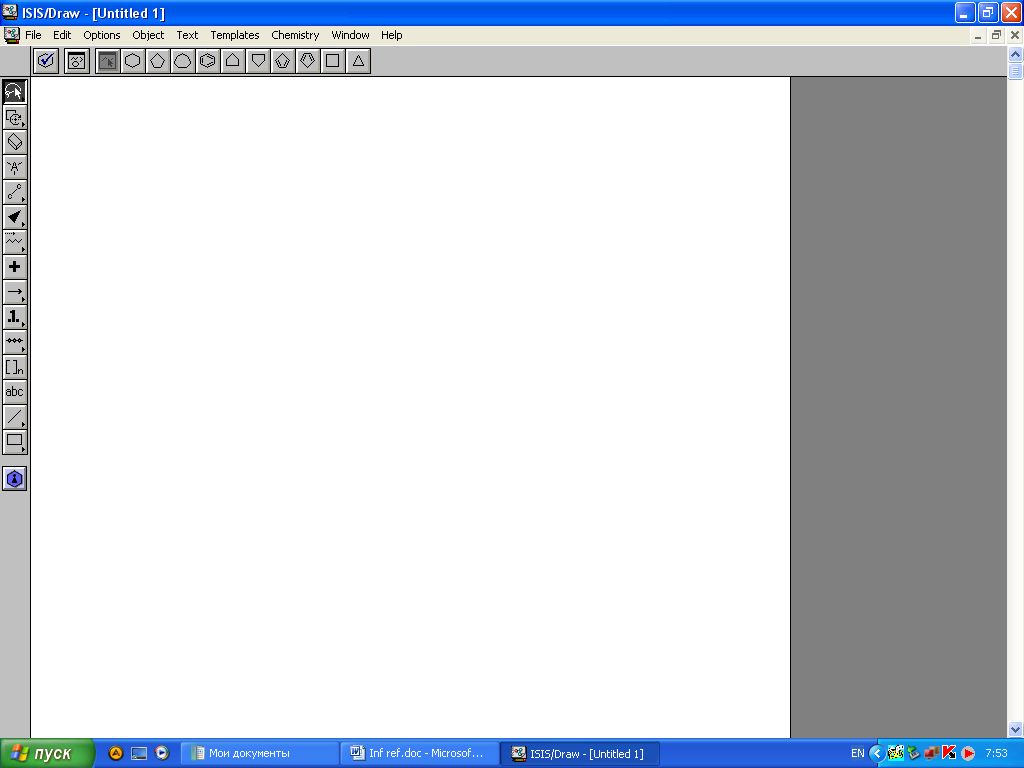 ISIS/Draw - [Untitled 1]
File Edit Options Object Text Templates Chemistry Window Help
A
.1.
[ ]n
abc
пуск
Мои документы
Inf ref.doc - Microsof...
ISIS/Draw - [Untitled 1]
EN
7:53